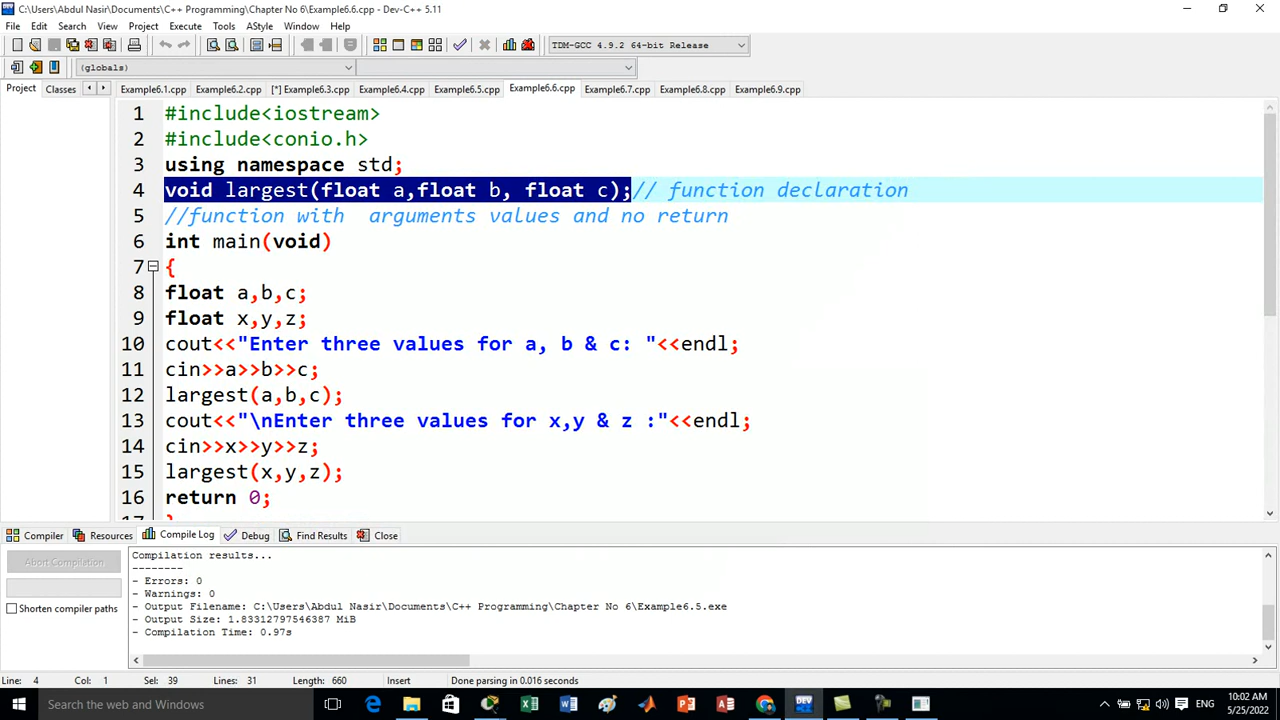 C:\Users\Abdul Nasir\Documents\C++ Programming\Chapter No 6\Example6.6.cpp - Dev-C++ 5.11
File Edit Search View Project Execute Tools AStyle Window Help
TDM-GCC 4.9.2 64-bit Release
(globals)
Project Classes Example6.1.cpp Example6.2.cpp [*] Example6.3.cpp Example6.4.cpp Example6.5.cpp Example6.6.cpp Example6.7.cpp Example6.8.cpp Example6.9.cpp
1 #include<iostream>
2 #include<conio.h>
3 using namespace std;
4 void largest(float a,float b, float c);// function declaration
5 //function with  arguments values and no return
6 int main(void)
7 {
8 float a,b,c;
9 float x,y,z;
10 cout<<"Enter three values for a, b & c: "<<endl;
11 cin>>a>>b>>c;
12 largest(a,b,c);
13 cout<<"\nEnter three values for x,y & z :"<<endl;
14 cin>>x>>y>>z;
15 largest(x,y,z);
16 return 0;
17 }
Compiler Resources Compile Log Debug Find Results Close
Abort Compilation
Shorten compiler paths
Compilation results...
--------
- Errors: 0
- Warnings: 0
- Output Filename: C:\Users\Abdul Nasir\Documents\C++ Programming\Chapter No 6\Example6.5.exe
- Output Size: 1.83312797546387 MiB
- Compilation Time: 0.97s
Line: 4 Col: 1 Sel: 39 Lines: 31 Length: 660 Insert Done parsing in 0.016 seconds
Search the web and Windows
DEV
ENG
10:02 AM
5/25/2022